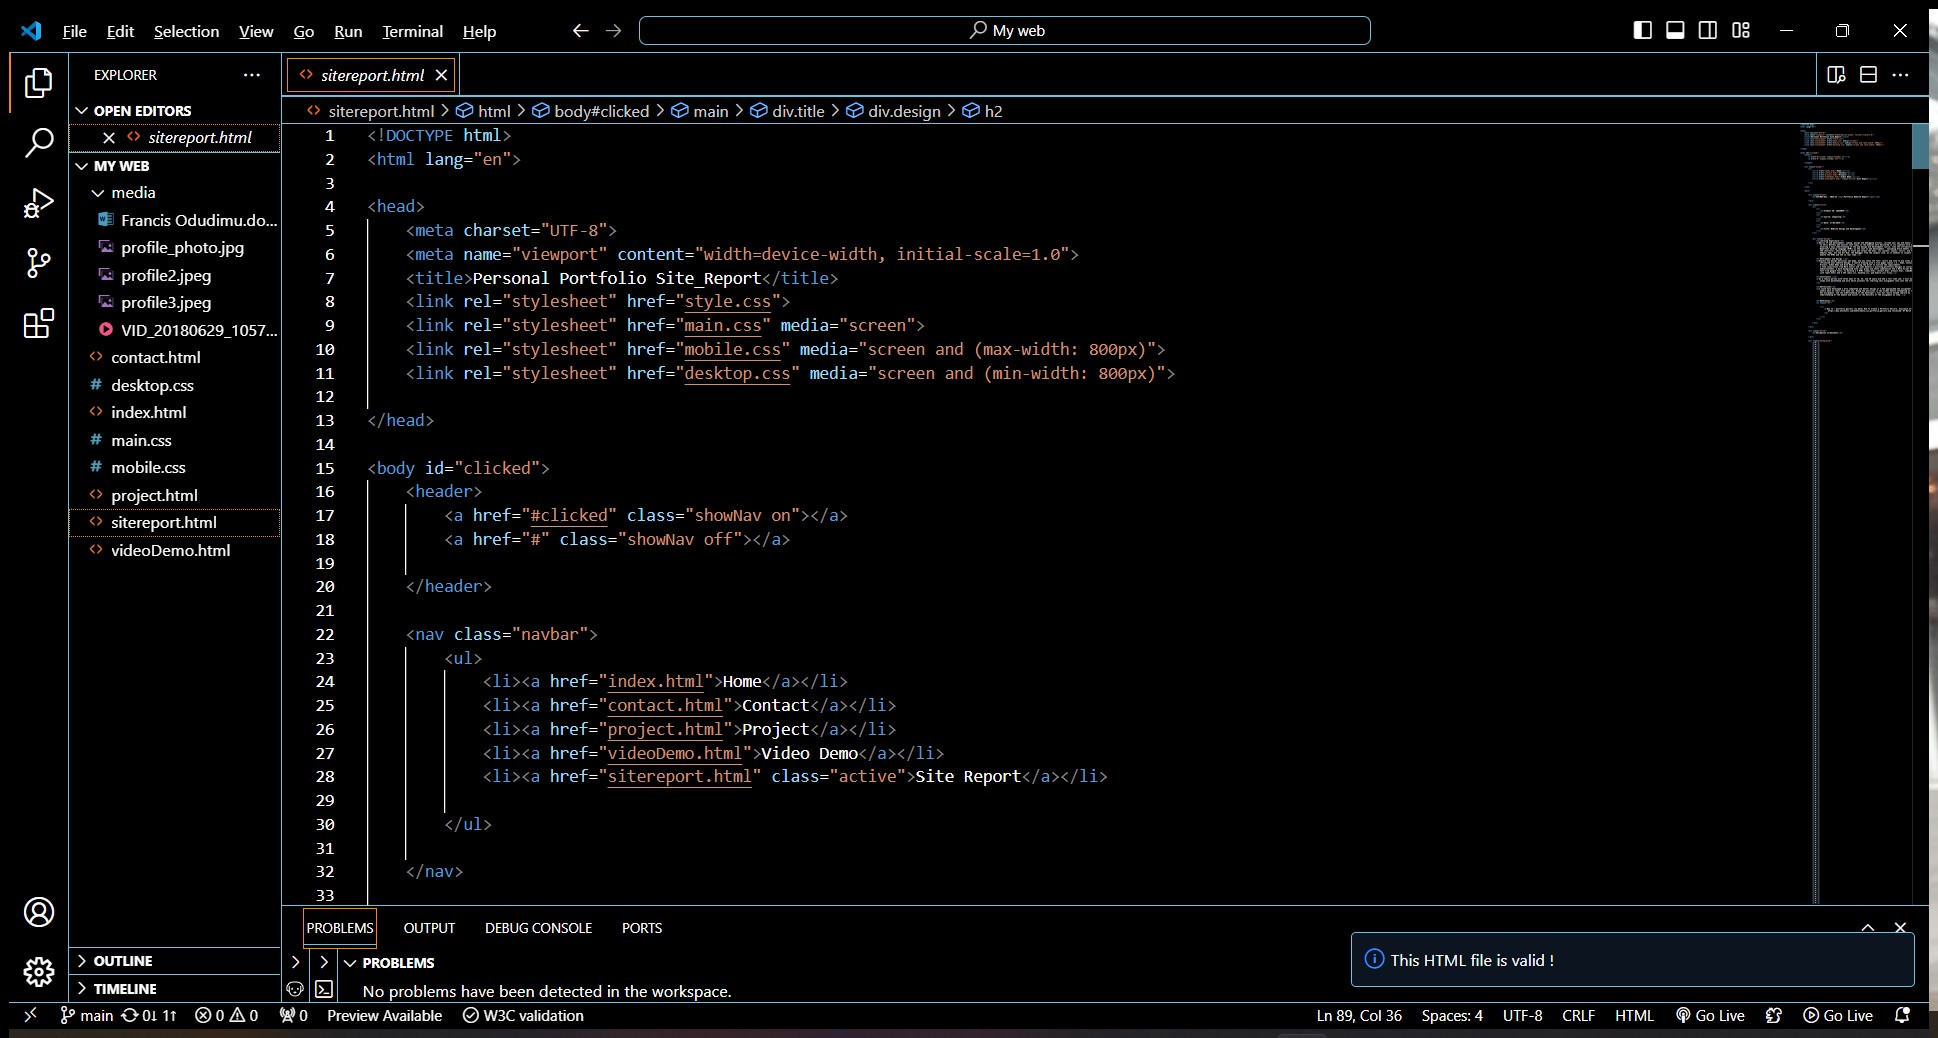 File Edit Selection View Go Run Terminal Help
My web
EXPLORER
OPEN EDITORS
sitereport.html
MY WEB
media
Francis Odudimu.do...
profile_photo.jpg
profile2.jpeg
profile3.jpeg
VID_20180629_1057...
contact.html
desktop.css
index.html
main.css
mobile.css
project.html
sitereport.html
videoDemo.html
OUTLINE
TIMELINE
sitereport.html
sitereport.html > html > body#clicked > main > div.title > div.design > h2
1 <!DOCTYPE html>
2 <html lang="en">
3
4 <head>
5 <meta charset="UTF-8">
6 <meta name="viewport" content="width=device-width, initial-scale=1.0">
7 <title>Personal Portfolio Site_Report</title>
8 <link rel="stylesheet" href="style.css">
9 <link rel="stylesheet" href="main.css" media="screen">
10 <link rel="stylesheet" href="mobile.css" media="screen and (max-width: 800px)">
11 <link rel="stylesheet" href="desktop.css" media="screen and (min-width: 800px)">
12
13 </head>
14
15 <body id="clicked">
16 <header>
17 <a href="#clicked" class="showNav on"></a>
18 <a href="#" class="showNav off"></a>
19
20 </header>
21
22 <nav class="navbar">
23 <ul>
24 <li><a href="index.html">Home</a></li>
25 <li><a href="contact.html">Contact</a></li>
26 <li><a href="project.html">Project</a></li>
27 <li><a href="videoDemo.html">Video Demo</a></li>
28 <li><a href="sitereport.html" class="active">Site Report</a></li>
29
30 </ul>
31
32 </nav>
33
PROBLEMS OUTPUT DEBUG CONSOLE PORTS
PROBLEMS
No problems have been detected in the workspace.
This HTML file is valid !
main 0↓ 1↑ 0 0 0 Preview Available W3C validation Ln 89, Col 36 Spaces: 4 UTF-8 CRLF HTML Go Live Go Live